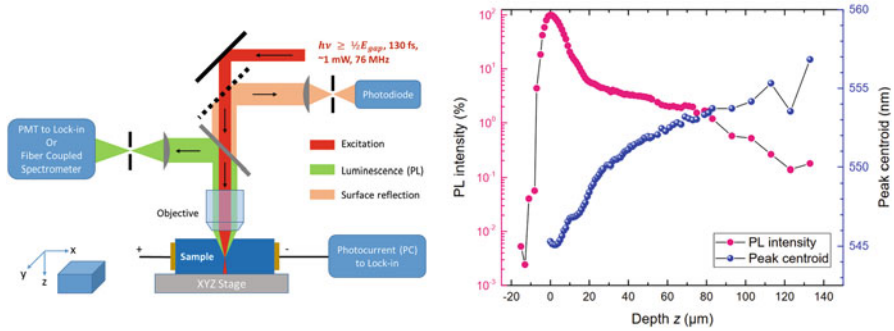 hν ≥ ½E_gap, 130 fs,
~1 mW, 76 MHz
Photodiode
PMT to Lock-in
Or
Fiber Coupled
Spectrometer
Excitation
Luminescence (PL)
Surface reflection
Objective
x
y
z
+
Sample
-
Photocurrent (PC)
to Lock-in
XYZ Stage
PL intensity (%)
10²
10¹
10⁰
10⁻¹
10⁻²
10⁻³
PL intensity
Peak centroid
-20 0 20 40 60 80 100 120 140
Depth z (μm)
560
555
550
545
Peak centroid (nm)